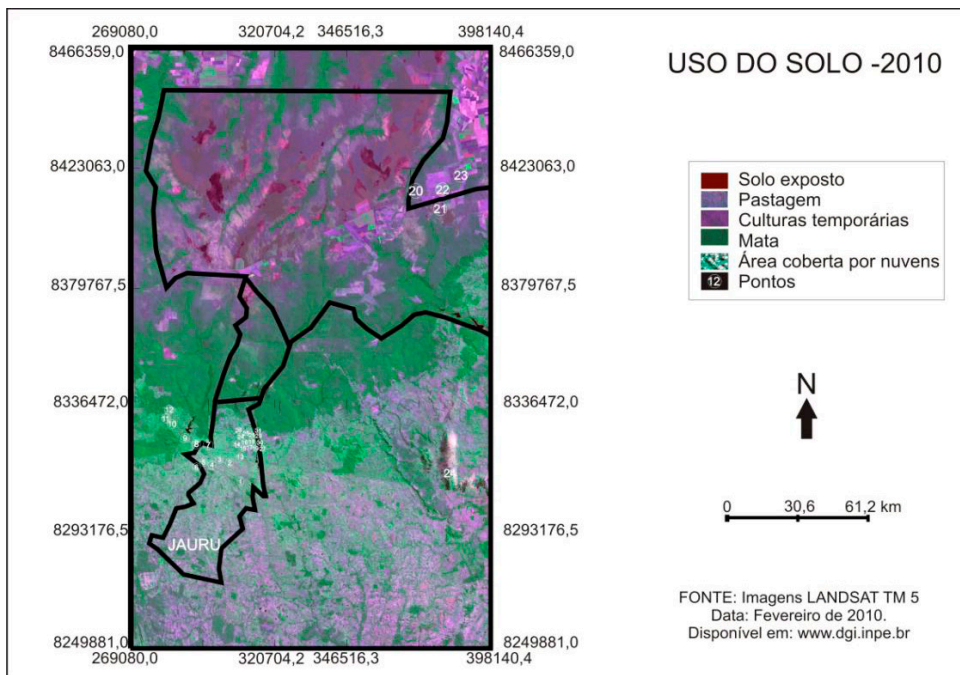 269080,0 320704,2 346516,3 398140,4
8466359,0 8466359,0
USO DO SOLO -2010
8423063,0 8423063,0
23
20 22
21
Solo exposto
Pastagem
Culturas temporárias
Mata
Área coberta por nuvens
12 Pontos
8379767,5 8379767,5
N
8336472,0 8336472,0
24
0 30,6 61,2 km
8293176,5 8293176,5
JAURU
FONTE: Imagens LANDSAT TM 5
Data: Fevereiro de 2010.
Disponível em: www.dgi.inpe.br
8249881,0 8249881,0
269080,0 320704,2 346516,3 398140,4